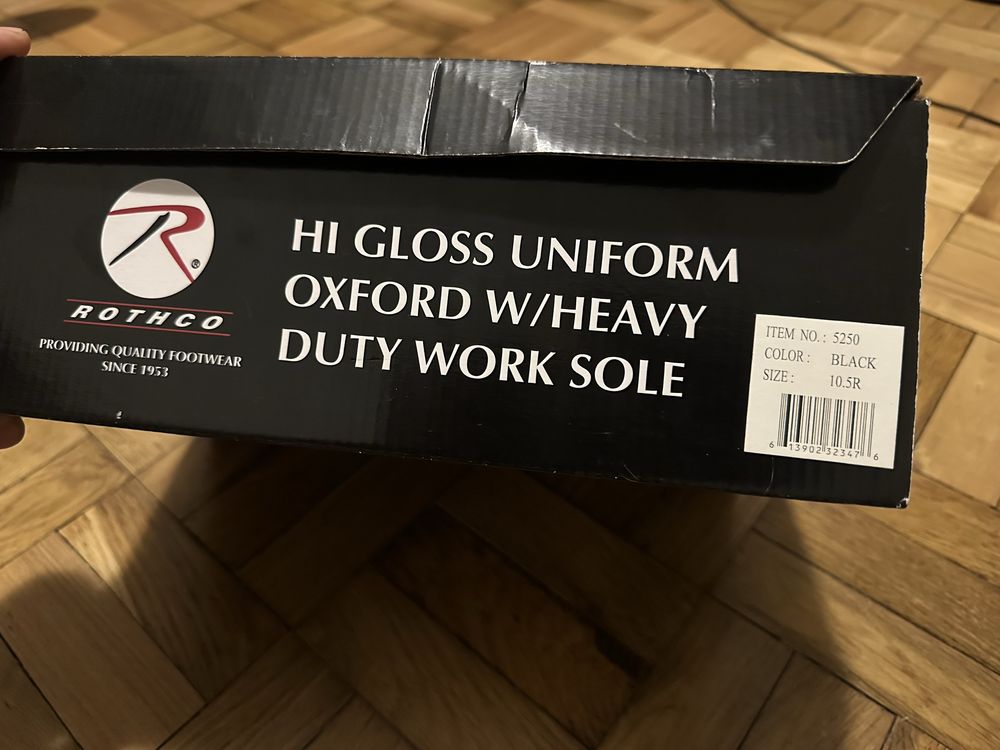 R®
ROTHCO
PROVIDING QUALITY FOOTWEAR
SINCE 1953
HI GLOSS UNIFORM
OXFORD W/HEAVY
DUTY WORK SOLE
ITEM NO.: 5250
COLOR: BLACK
SIZE: 10.5R
6 13902 32347 6